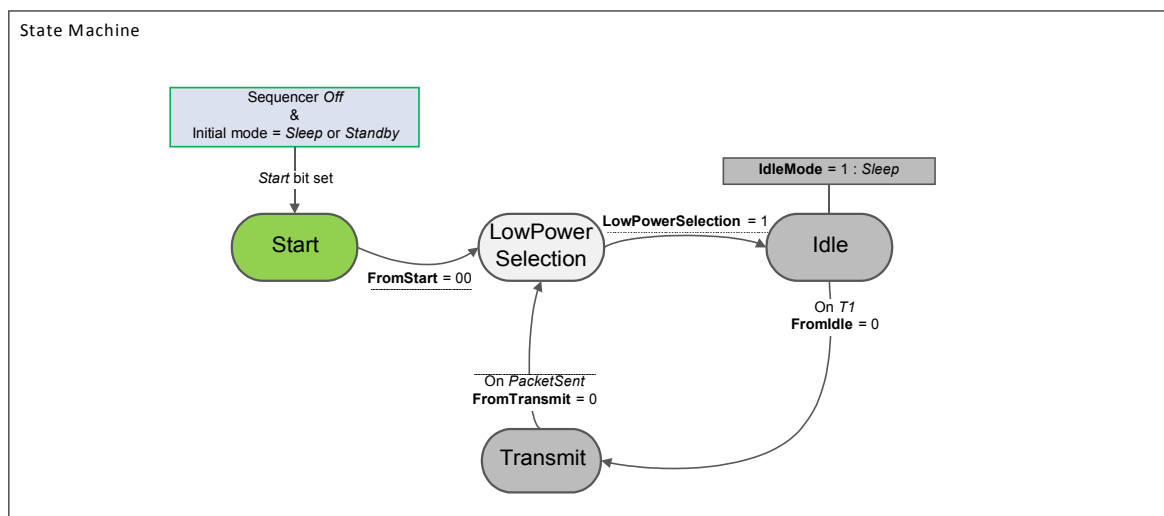 State Machine
Sequencer Off
&
Initial mode = Sleep or Standby
Start bit set
IdleMode = 1 : Sleep
Start
FromStart = 00
LowPower
Selection
LowPowerSelection = 1
Idle
On T1
FromIdle = 0
On PacketSent
FromTransmit = 0
Transmit